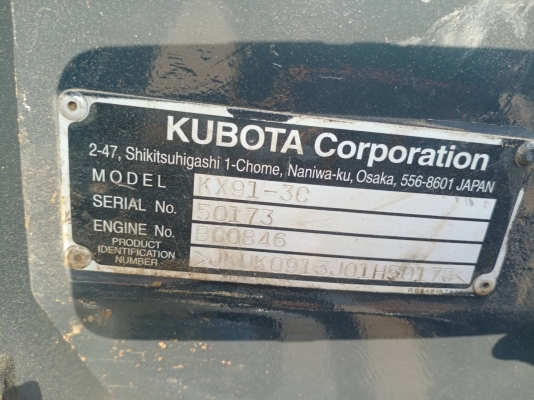 KUBOTA Corporation
2-47, Shikitsuhigashi 1-Chome, Naniwa-ku, Osaka, 556-8601 JAPAN
MODEL KX91-3C
SERIAL No. 50173
ENGINE No. BG0846
PRODUCT IDENTIFICATION NUMBER >JKUK0913J01H50173<